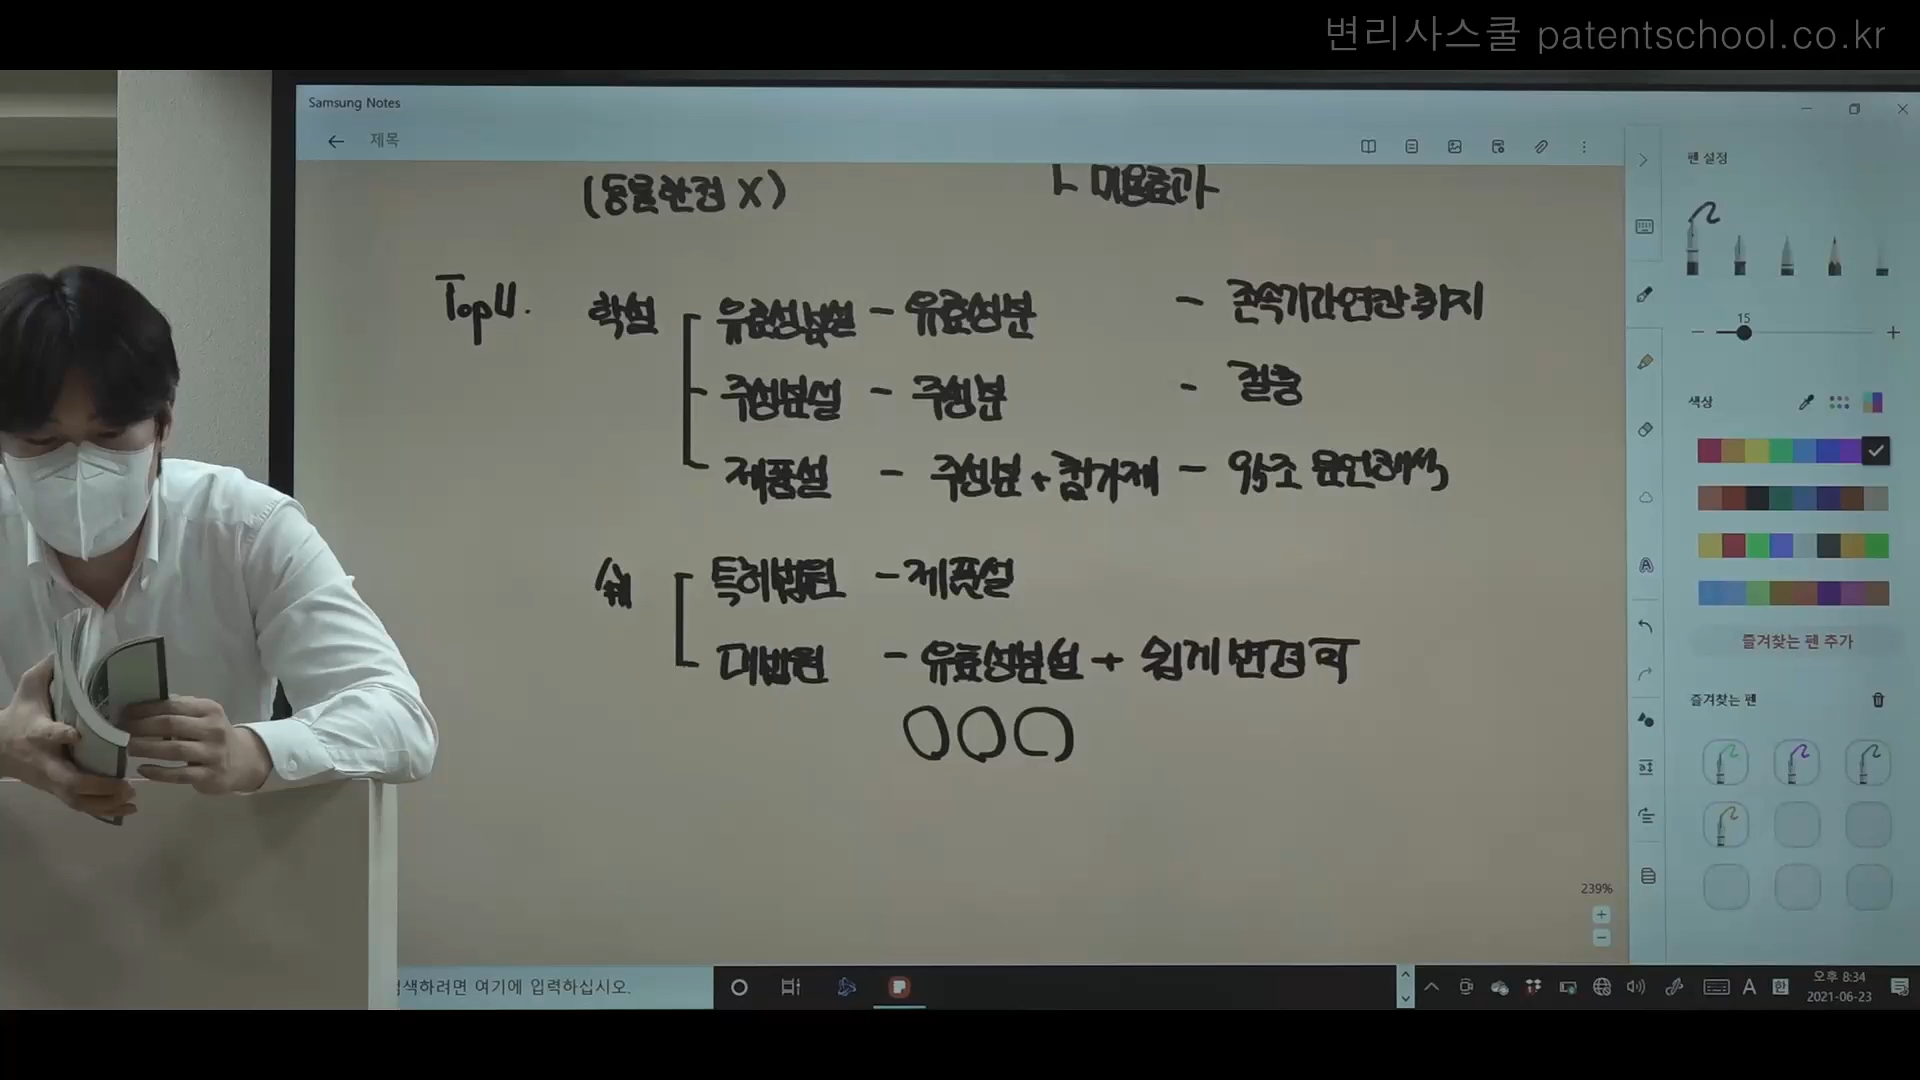 변리사스쿨 patentschool.co.kr
Samsung Notes
제목
펜 설정
(동물관점 X)
ㄴ 미용효과
Top11. 학설
유효성분설 - 유효성분 - 존속기간연장 취지
주성분설 - 주성분 - 절충
제품설 - 주성분 + 첨가제 - 95조 문언해석
특허법원 - 제품설
대법원 - 유효성분설 + 쉽게 변경 可
○○○
15
색상
즐겨찾는 펜 추가
즐겨찾는 펜
239%
검색하려면 여기에 입력하십시오.
A 한
오후 8:34
2021-06-23